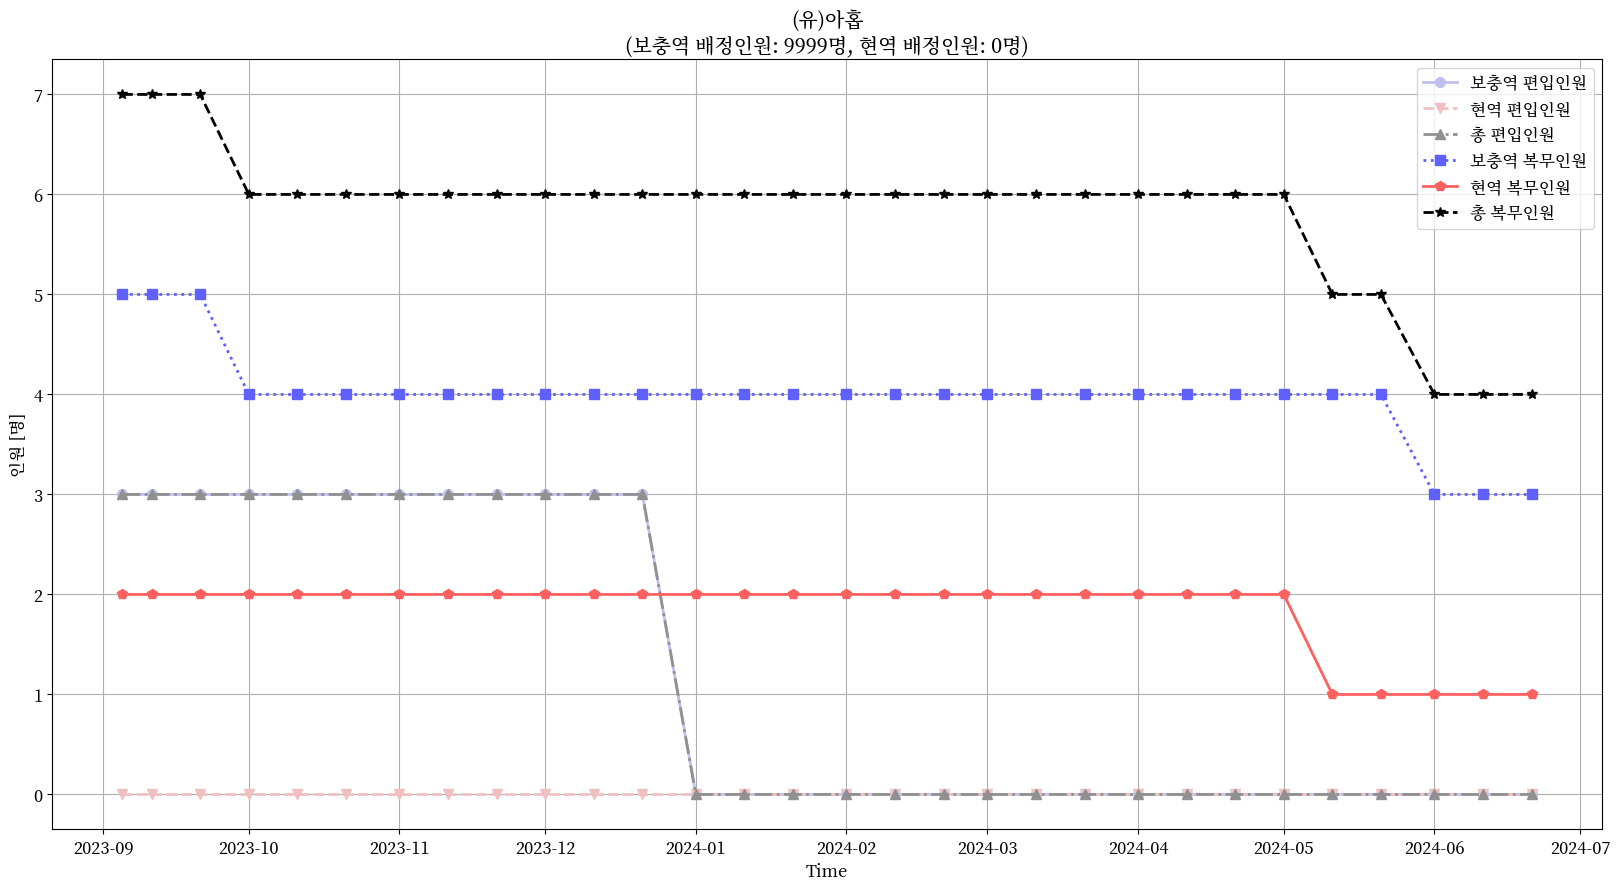 (유)아홉
(보충역 배정인원: 9999명, 현역 배정인원: 0명)
보충역 편입인원
현역 편입인원
총 편입인원
보충역 복무인원
현역 복무인원
총 복무인원
인원 [명]
7
6
5
4
3
2
1
0
2023-09 2023-10 2023-11 2023-12 2024-01 2024-02 2024-03 2024-04 2024-05 2024-06 2024-07
Time